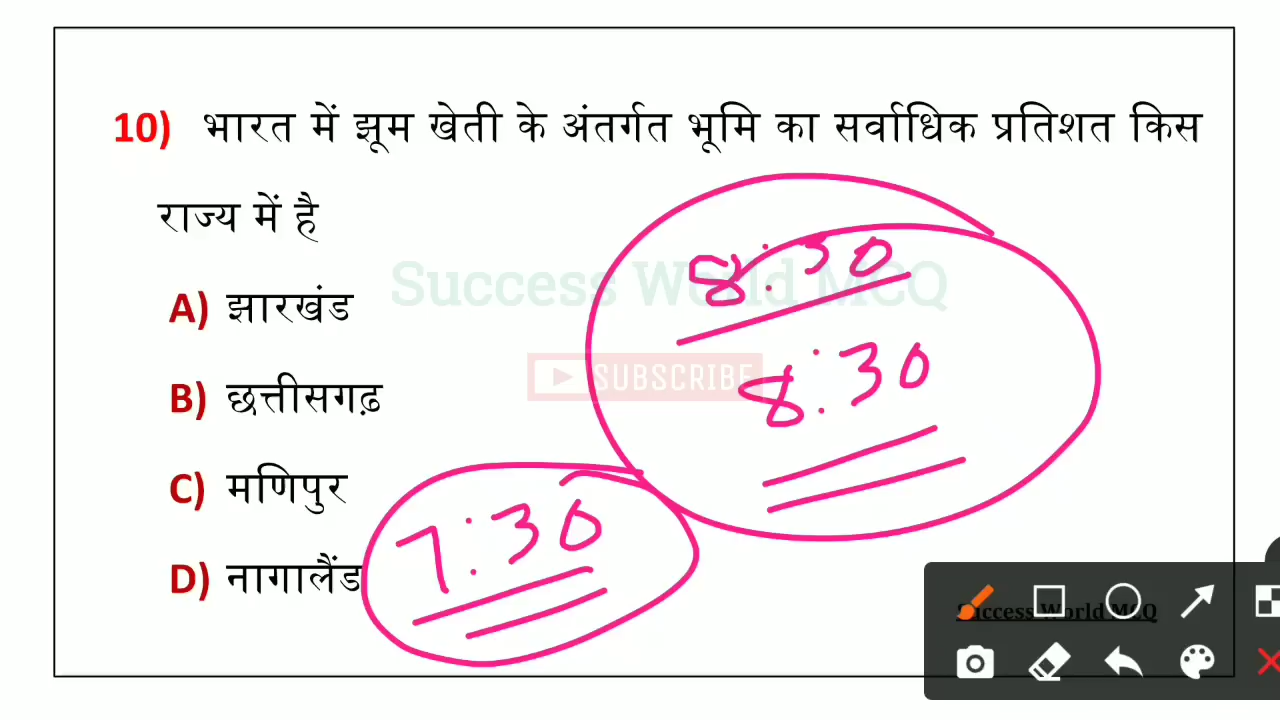 10) भारत में झूम खेती के अंतर्गत भूमि का सर्वाधिक प्रतिशत किस
राज्य में है
8:30
Success World MCQ
A) झारखंड
8:30
SUBSCRIBE
B) छत्तीसगढ़
C) मणिपुर
7:30
D) नागालैंड
Success World MCQ